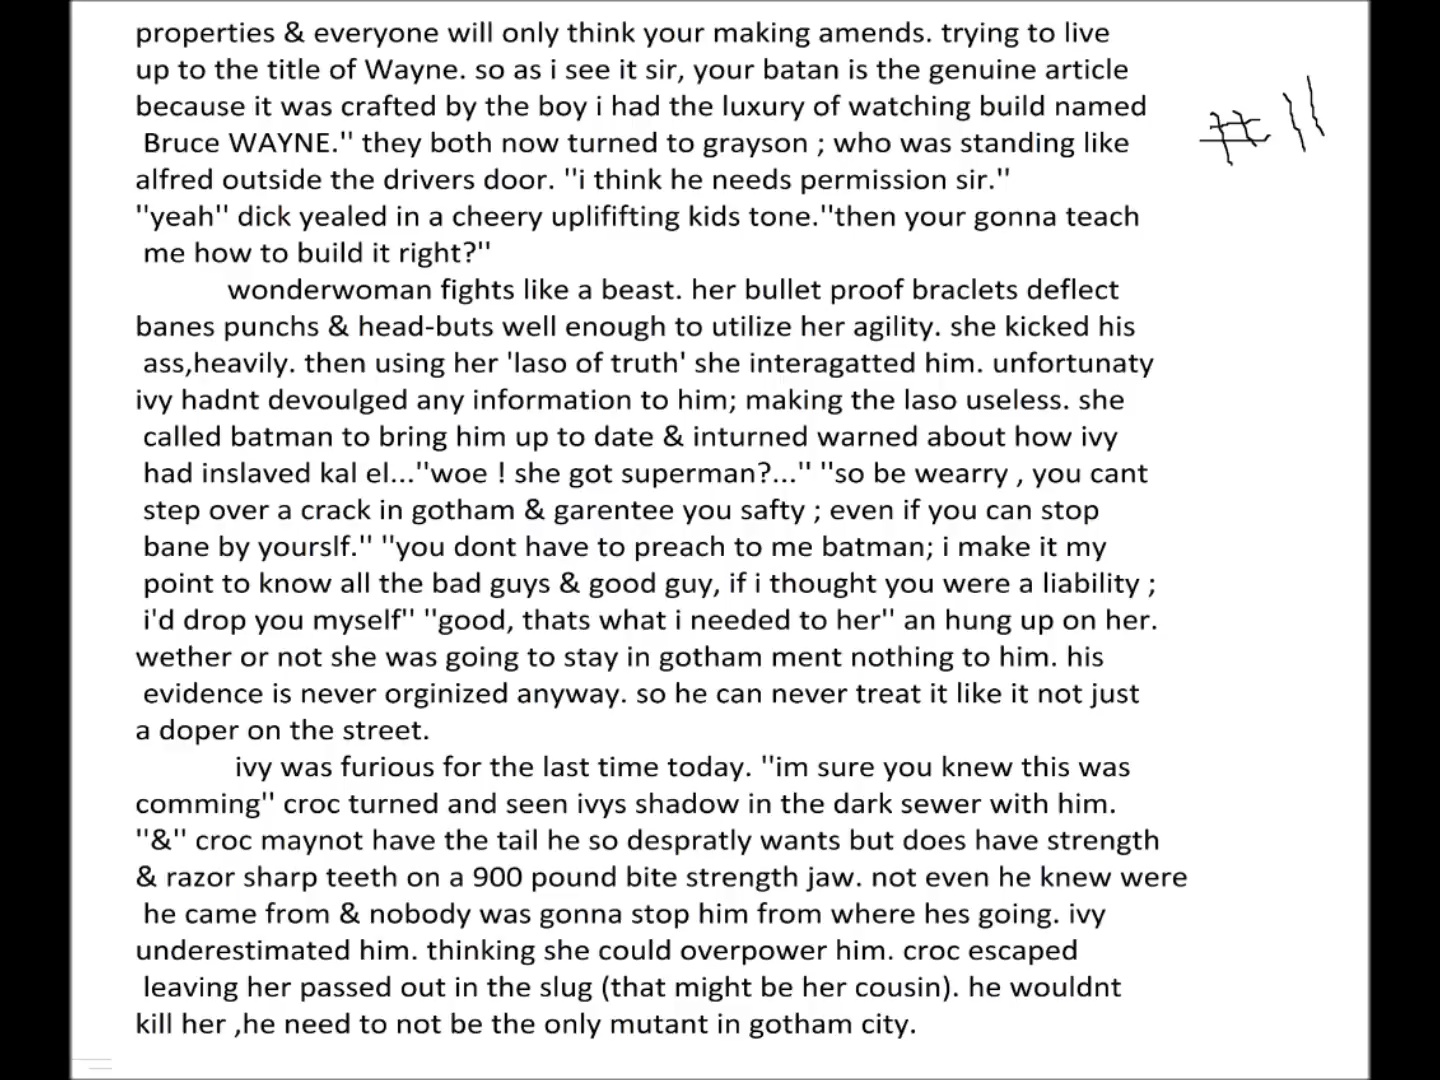 properties & everyone will only think your making amends. trying to live
up to the title of Wayne. so as i see it sir, your batan is the genuine article
because it was crafted by the boy i had the luxury of watching build named
Bruce WAYNE." they both now turned to grayson ; who was standing like
alfred outside the drivers door. "i think he needs permission sir."
"yeah" dick yealed in a cheery uplififting kids tone."then your gonna teach
me how to build it right?"
wonderwoman fights like a beast. her bullet proof braclets deflect
banes punchs & head-buts well enough to utilize her agility. she kicked his
ass,heavily. then using her 'laso of truth' she interagatted him. unfortunaty
ivy hadnt devoulged any information to him; making the laso useless. she
called batman to bring him up to date & inturned warned about how ivy
had inslaved kal el..."woe ! she got superman?..." "so be wearry , you cant
step over a crack in gotham & garentee you safty ; even if you can stop
bane by yourslf." "you dont have to preach to me batman; i make it my
point to know all the bad guys & good guy, if i thought you were a liability ;
i'd drop you myself" "good, thats what i needed to her" an hung up on her.
wether or not she was going to stay in gotham ment nothing to him. his
evidence is never orginized anyway. so he can never treat it like it not just
a doper on the street.
ivy was furious for the last time today. "im sure you knew this was
comming" croc turned and seen ivys shadow in the dark sewer with him.
"&" croc maynot have the tail he so despratly wants but does have strength
& razor sharp teeth on a 900 pound bite strength jaw. not even he knew were
he came from & nobody was gonna stop him from where hes going. ivy
underestimated him. thinking she could overpower him. croc escaped
leaving her passed out in the slug (that might be her cousin). he wouldnt
kill her ,he need to not be the only mutant in gotham city.
#11